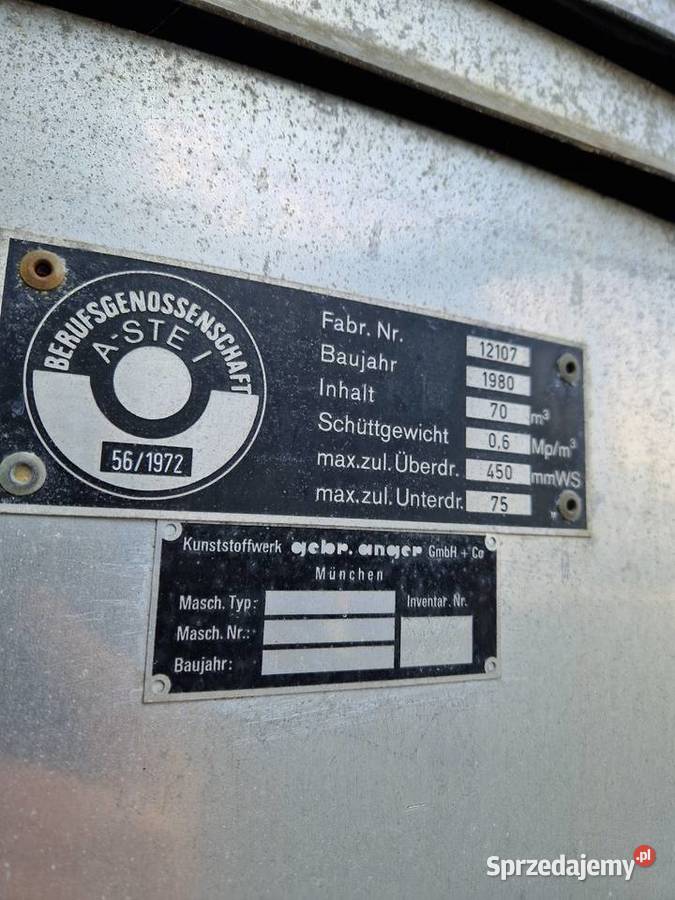 BERUFSGENOSSENSCHAFT
A-STE I
56/1972
Fabr. Nr. 12107
Baujahr 1980
Inhalt 70 m³
Schüttgewicht 0,6 Mp/m³
max.zul. Überdr. 450 mmWS
max.zul. Unterdr. 75 "
Kunststoffwerk gebr. anger GmbH + Co
München
Masch. Typ: Inventar. Nr.
Masch. Nr.:
Baujahr:
Sprzedajemy.pl